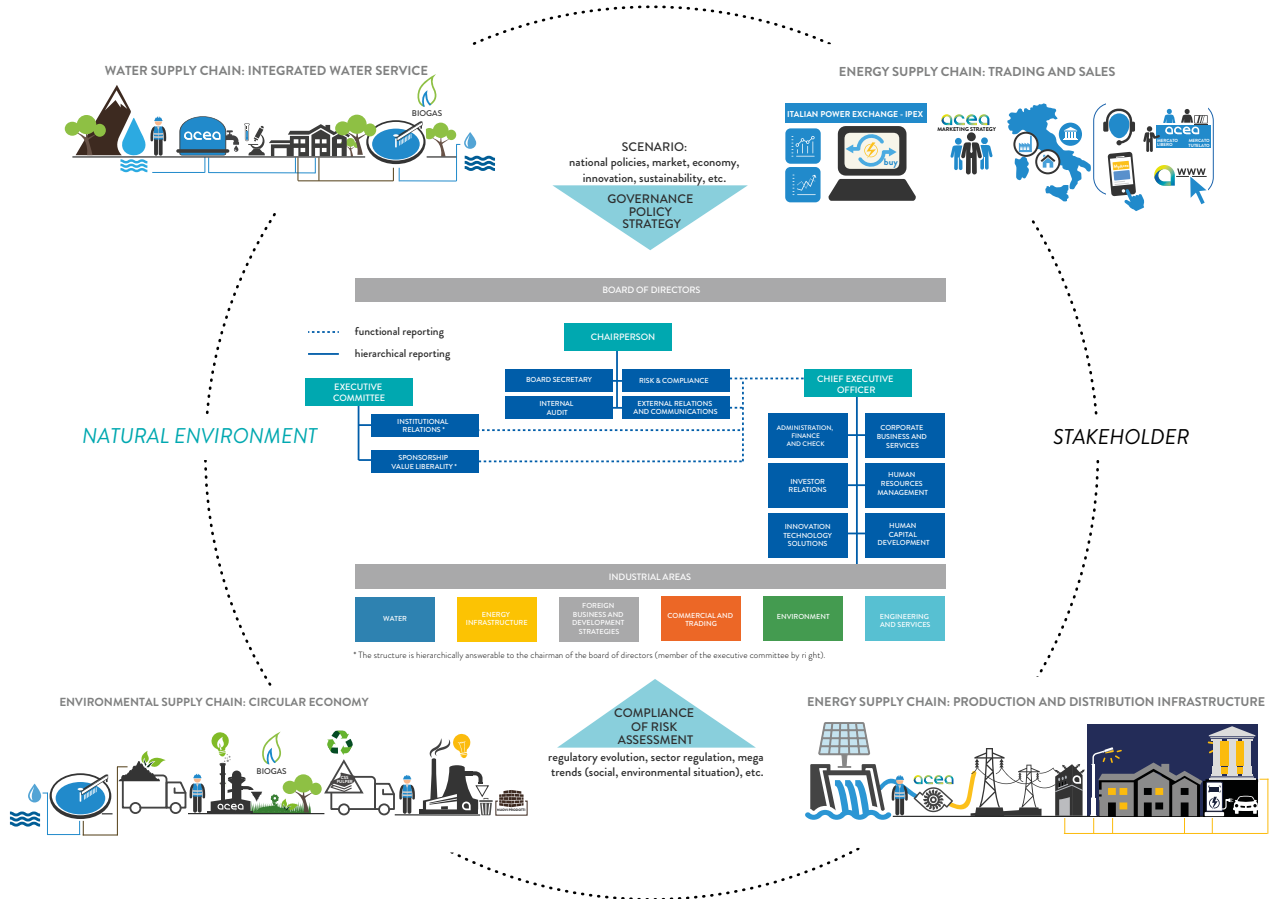 WATER SUPPLY CHAIN: INTEGRATED WATER SERVICE
BIOGAS
acea
ENERGY SUPPLY CHAIN: TRADING AND SALES
ITALIAN POWER EXCHANGE - IPEX
buy
acea
MARKETING STRATEGY
acea
MERCATO
LIBERO
MERCATO
TUTELATO
www
SCENARIO:
national policies, market, economy,
innovation, sustainability, etc.
GOVERNANCE
POLICY
STRATEGY
BOARD OF DIRECTORS
functional reporting
hierarchical reporting
CHAIRPERSON
BOARD SECRETARY
RISK & COMPLIANCE
INTERNAL
AUDIT
EXTERNAL RELATIONS
AND COMMUNICATIONS
EXECUTIVE
COMMITTEE
INSTITUTIONAL
RELATIONS *
SPONSORSHIP
VALUE LIBERALITY *
CHIEF EXECUTIVE
OFFICER
ADMINISTRATION,
FINANCE
AND CHECK
CORPORATE
BUSINESS AND
SERVICES
INVESTOR
RELATIONS
HUMAN
RESOURCES
MANAGEMENT
INNOVATION
TECHNOLOGY
SOLUTIONS
HUMAN
CAPITAL
DEVELOPMENT
NATURAL ENVIRONMENT
STAKEHOLDER
INDUSTRIAL AREAS
WATER
ENERGY
INFRASTRUCTURE
FOREIGN
BUSINESS AND
DEVELOPMENT
STRATEGIES
COMMERCIAL AND
TRADING
ENVIRONMENT
ENGINEERING
AND SERVICES
* The structure is hierarchically answerable to the chairman of the board of directors (member of the executive committee by ri ght).
ENVIRONMENTAL SUPPLY CHAIN: CIRCULAR ECONOMY
BIOGAS
acea
COMPLIANCE
OF RISK
ASSESSMENT
regulatory evolution, sector regulation, mega
trends (social, environmental situation), etc.
ENERGY SUPPLY CHAIN: PRODUCTION AND DISTRIBUTION INFRASTRUCTURE
acea